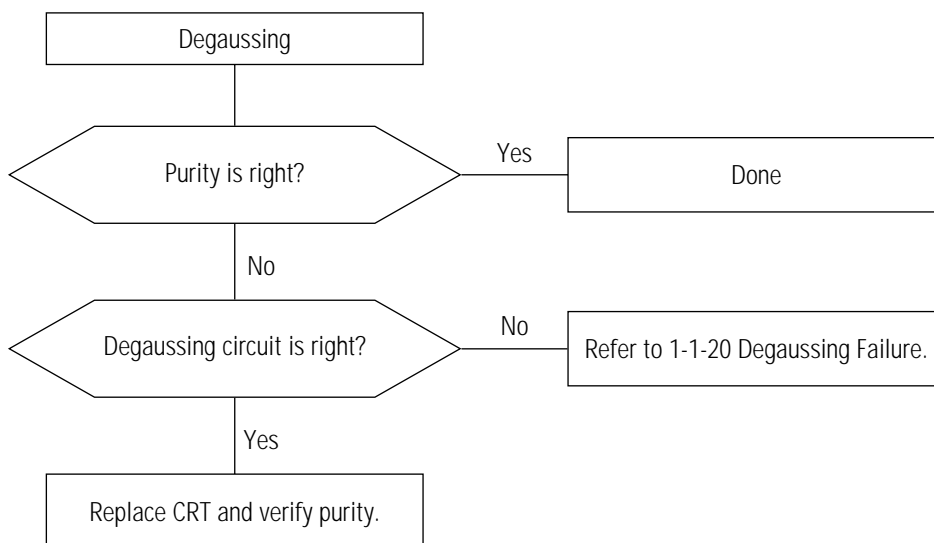 Degaussing
Purity is right?
Yes
Done
No
Degaussing circuit is right?
No
Refer to 1-1-20 Degaussing Failure.
Yes
Replace CRT and verify purity.